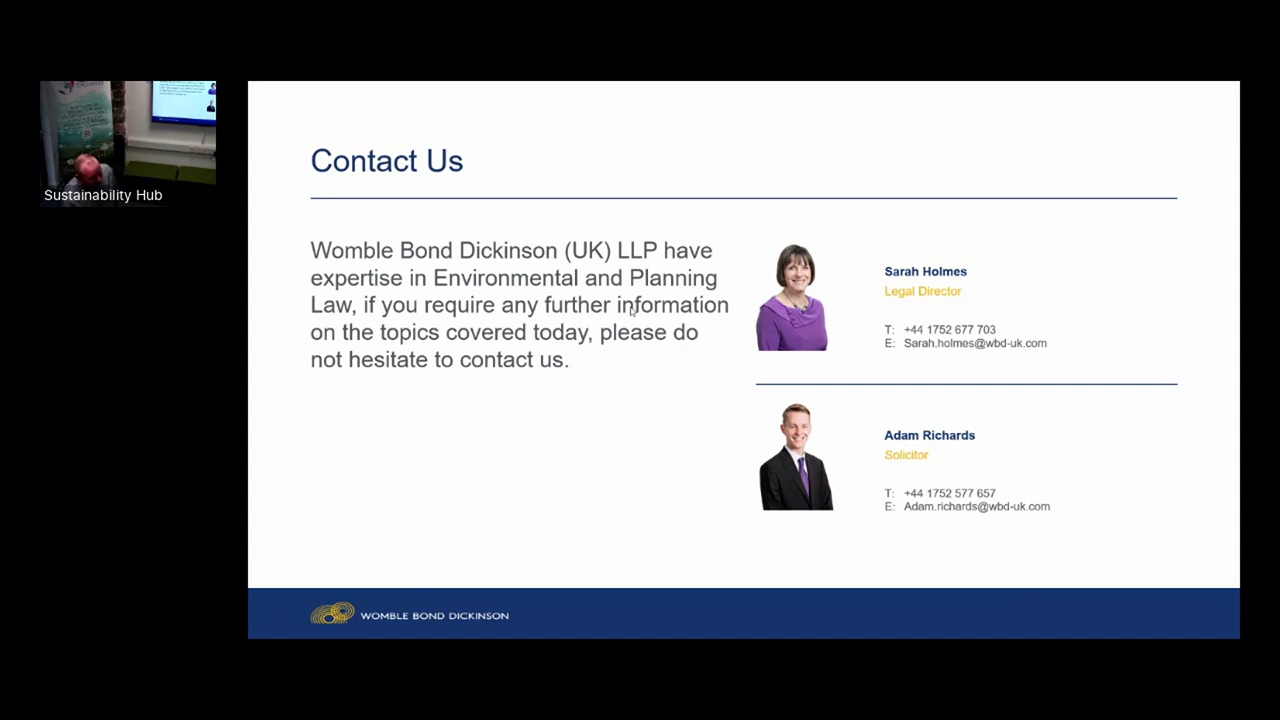 Sustainability Hub
Contact Us
Womble Bond Dickinson (UK) LLP have
expertise in Environmental and Planning
Law, if you require any further information
on the topics covered today, please do
not hesitate to contact us.
Sarah Holmes
Legal Director
T: +44 1752 677 703
E: Sarah.holmes@wbd-uk.com
Adam Richards
Solicitor
T: +44 1752 577 657
E: Adam.richards@wbd-uk.com
WOMBLE BOND DICKINSON